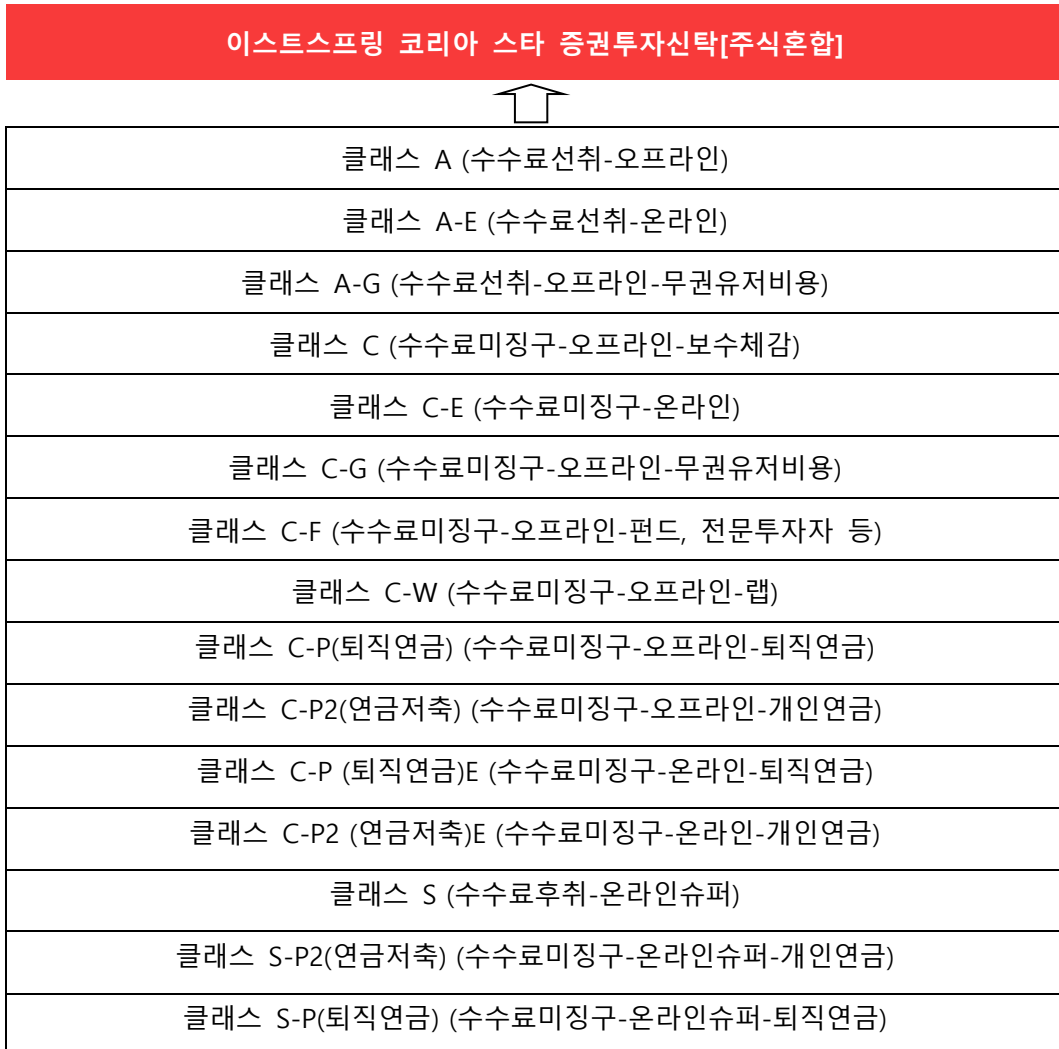 이스트스프링 코리아 스타 증권투자신탁[주식혼합]
클래스 A (수수료선취-오프라인)
클래스 A-E (수수료선취-온라인)
클래스 A-G (수수료선취-오프라인-무권유저비용)
클래스 C (수수료미징구-오프라인-보수체감)
클래스 C-E (수수료미징구-온라인)
클래스 C-G (수수료미징구-오프라인-무권유저비용)
클래스 C-F (수수료미징구-오프라인-펀드, 전문투자자 등)
클래스 C-W (수수료미징구-오프라인-랩)
클래스 C-P(퇴직연금) (수수료미징구-오프라인-퇴직연금)
클래스 C-P2(연금저축) (수수료미징구-오프라인-개인연금)
클래스 C-P (퇴직연금)E (수수료미징구-온라인-퇴직연금)
클래스 C-P2 (연금저축)E (수수료미징구-온라인-개인연금)
클래스 S (수수료후취-온라인슈퍼)
클래스 S-P2(연금저축) (수수료미징구-온라인슈퍼-개인연금)
클래스 S-P(퇴직연금) (수수료미징구-온라인슈퍼-퇴직연금)